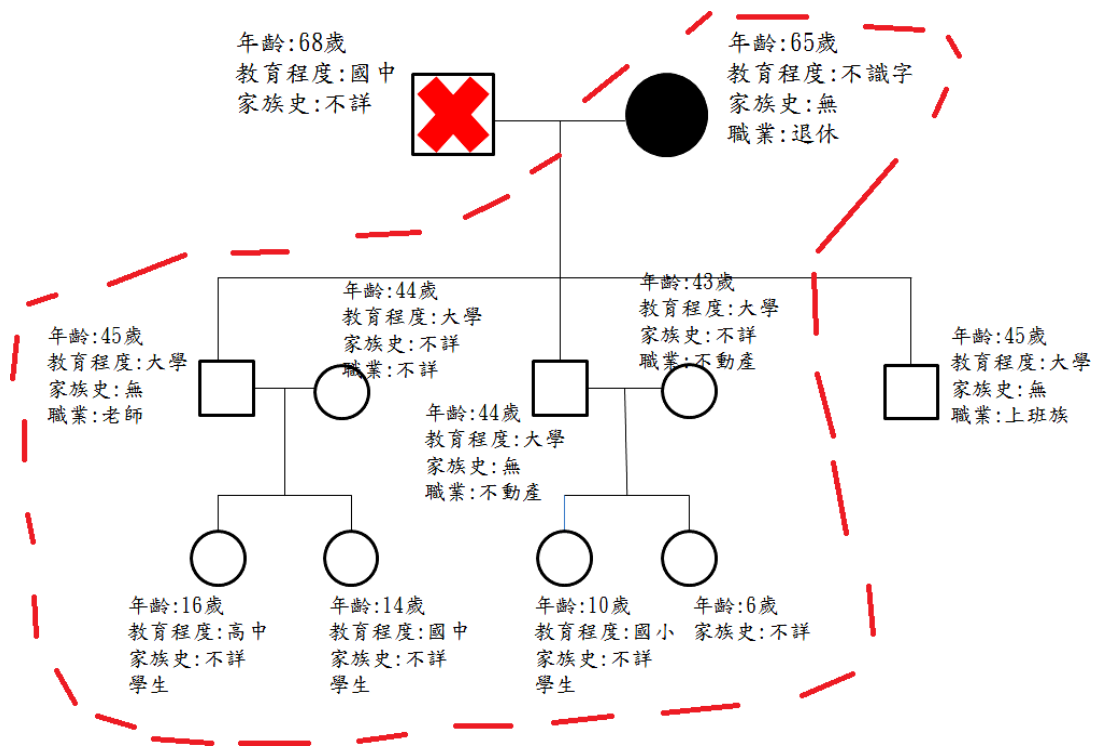 年齡:68歲
教育程度:國中
家族史:不詳
年齡:65歲
教育程度:不識字
家族史:無
職業:退休
年齡:45歲
教育程度:大學
家族史:無
職業:老師
年齡:44歲
教育程度:大學
家族史:不詳
職業:不詳
年齡:44歲
教育程度:大學
家族史:無
職業:不動產
年齡:43歲
教育程度:大學
家族史:不詳
職業:不動產
年齡:45歲
教育程度:大學
家族史:無
職業:上班族
年齡:16歲
教育程度:高中
家族史:不詳
學生
年齡:14歲
教育程度:國中
家族史:不詳
學生
年齡:10歲
教育程度:國小
家族史:不詳
學生
年齡:6歲
家族史:不詳